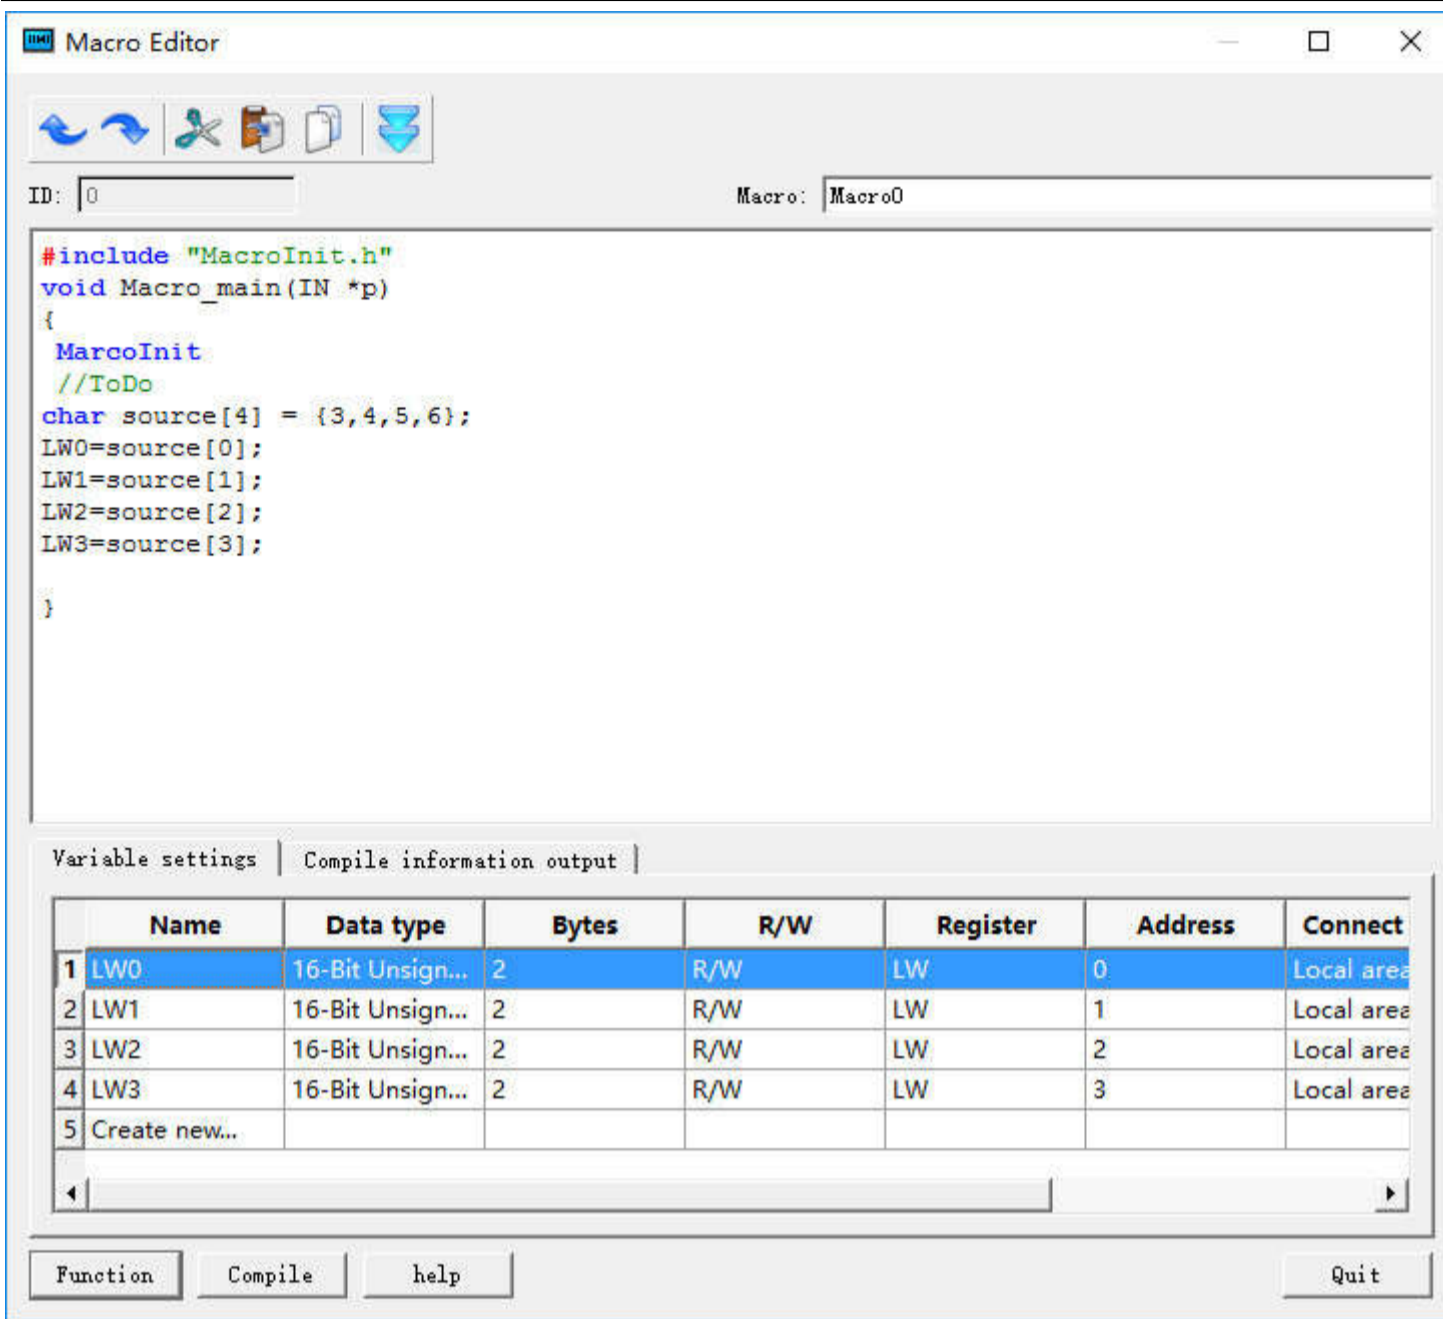 Macro Editor
ID: 0 Macro: Macro0
#include "MacroInit.h"
void Macro_main(IN *p)
{
MarcoInit
//ToDo
char source[4] = {3,4,5,6};
LW0=source[0];
LW1=source[1];
LW2=source[2];
LW3=source[3];
}
Variable settings Compile information output
Name Data type Bytes R/W Register Address Connect
1 LW0 16-Bit Unsign... 2 R/W LW 0 Local area
2 LW1 16-Bit Unsign... 2 R/W LW 1 Local area
3 LW2 16-Bit Unsign... 2 R/W LW 2 Local area
4 LW3 16-Bit Unsign... 2 R/W LW 3 Local area
5 Create new...
Function Compile help Quit